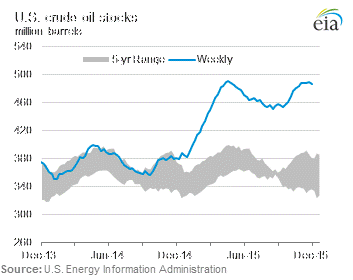 U.S. crude oil stocks
million barrels
eia
540
5-yr Range
Weekly
500
460
420
380
340
300
260
Dec-13
Jun-14
Dec-14
Jun-15
Dec-15
Source: U.S. Energy Information Administration